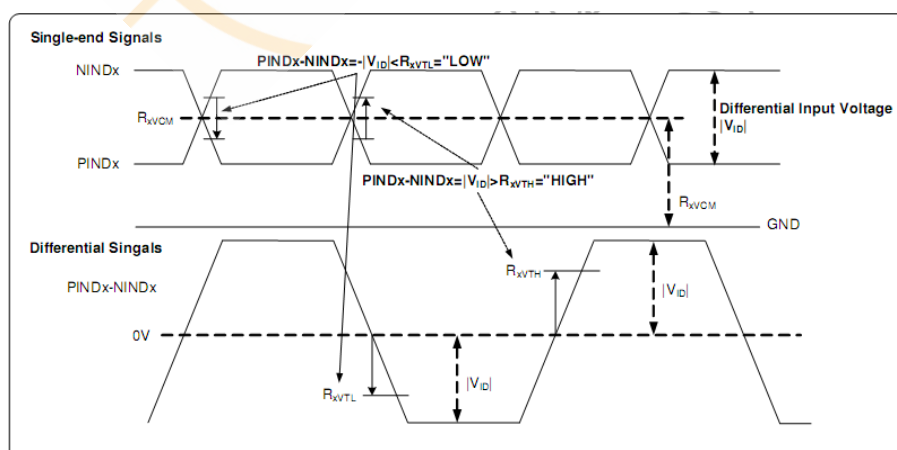 Single-end Signals
PINDx-NINDx=-|VID|<RxVTL="LOW"
NINDx
Differential Input Voltage
|VID|
RxVCM
PINDx
PINDx-NINDx=|VID|>RxVTH="HIGH"
RxVCM
GND
Differential Singals
RxVTH
PINDx-NINDx
|VID|
0V
|VID|
RxVTL